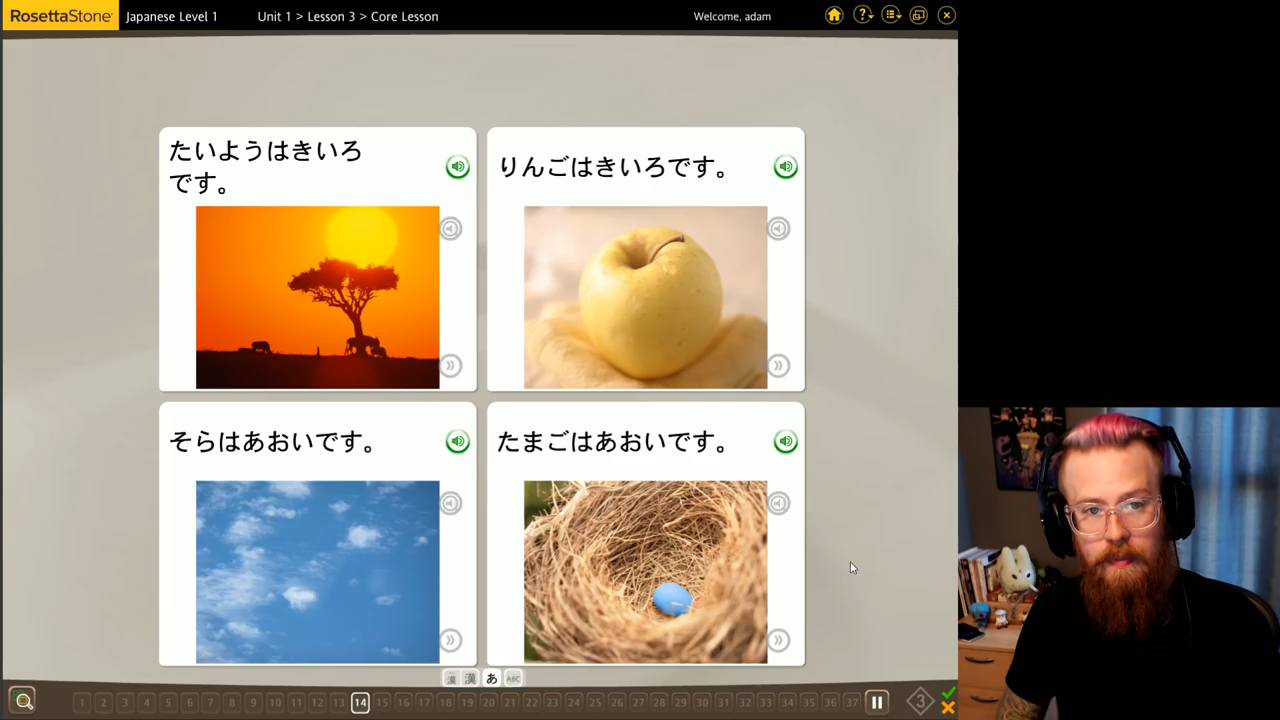 RosettaStone
Japanese Level 1
Unit 1 > Lesson 3 > Core Lesson
Welcome, adam
たいようはきいろ
です。
りんごはきいろです。
そらはあおいです。
たまごはあおいです。
漢 漢 あ ABC
1 2 3 4 5 6 7 8 9 10 11 12 13 14 15 16 17 18 19 20 21 22 23 24 25 26 27 28 29 30 31 32 33 34 35 36 37
3